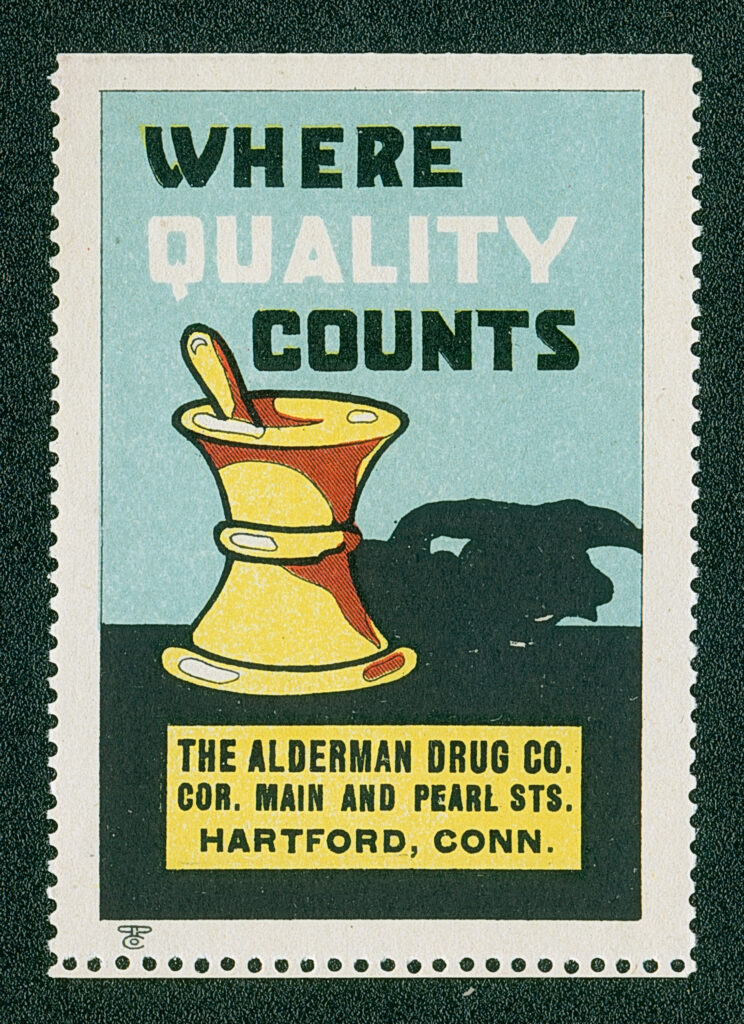 WHERE
QUALITY
COUNTS
THE ALDERMAN DRUG CO.
COR. MAIN AND PEARL STS.
HARTFORD, CONN.